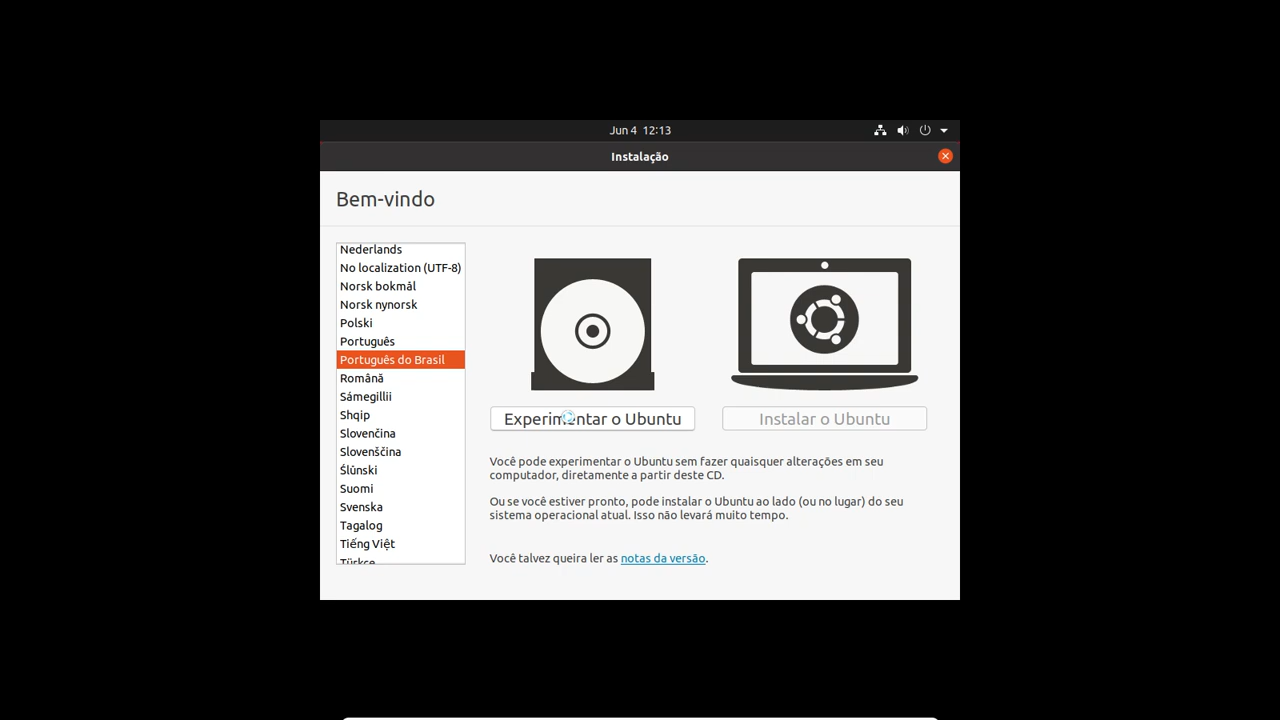 Jun 4 12:13
Instalação
Bem-vindo
Nederlands
No localization (UTF-8)
Norsk bokmål
Norsk nynorsk
Polski
Português
Português do Brasil
Română
Sámegillii
Shqip
Slovenčina
Slovenščina
Ślůnski
Suomi
Svenska
Tagalog
Tiếng Việt
Türkçe
Experimentar o Ubuntu
Instalar o Ubuntu
Você pode experimentar o Ubuntu sem fazer quaisquer alterações em seu
computador, diretamente a partir deste CD.
Ou se você estiver pronto, pode instalar o Ubuntu ao lado (ou no lugar) do seu
sistema operacional atual. Isso não levará muito tempo.
Você talvez queira ler as notas da versão.